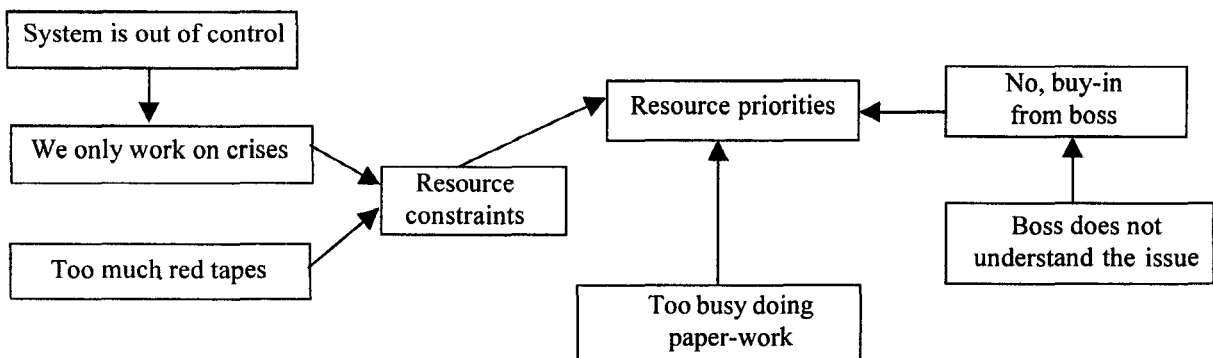 System is out of control
We only work on crises
Too much red tapes
Resource
constraints
Resource priorities
Too busy doing
paper-work
No, buy-in
from boss
Boss does not
understand the issue